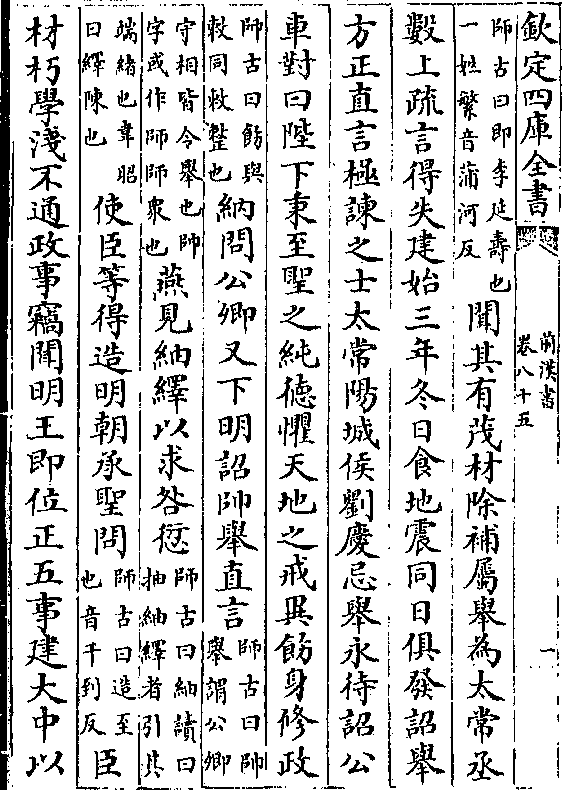 欽定四庫全書
前漢書
卷八十五
一
師古曰即李延壽也
一姓繁音蒲河反
聞其有茂材除補屬舉為太常丞
數上疏言得失建始三年冬日食地震同日俱發詔舉
方正直言極諫之士太常陽城侯劉慶忌舉永待詔公
車對曰陛下秉至聖之純徳懼天地之戒異飭身修政
師古曰飭與
敕同敕整也
納問公卿又下明詔帥舉直言
師古曰帥
舉謂公卿
守相皆令舉也帥
字或作師師衆也
燕見紬繹以求咎愆
師古曰紬讀曰
抽紬繹者引其
端緒也韋昭
曰繹陳也
使臣等得造明朝承聖問
師古曰造至
也音千到反
臣
材朽學淺不通政事竊聞明王即位正五事建大中以